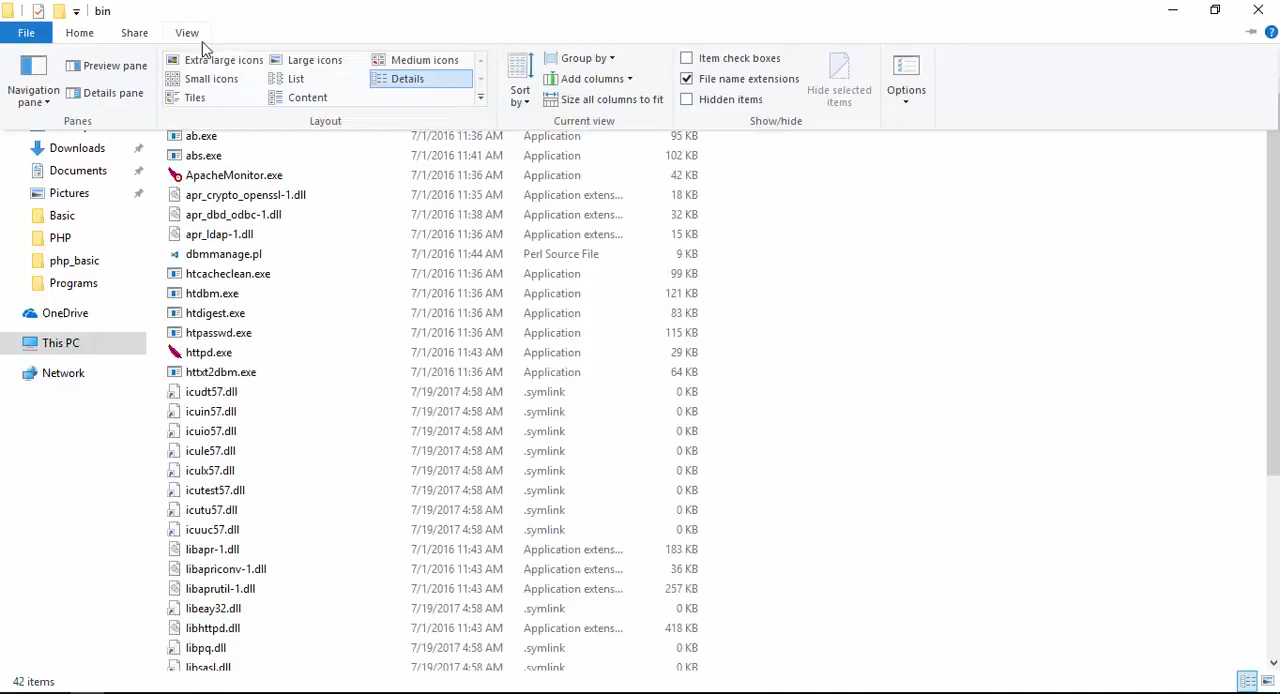 bin
File Home Share View
Navigation pane
Preview pane
Details pane
Panes
Extra large icons Large icons Medium icons
Small icons List Details
Tiles Content
Layout
Sort by
Group by
Add columns
Size all columns to fit
Current view
Item check boxes
File name extensions
Hidden items
Hide selected items
Show/hide
Options
Downloads
Documents
Pictures
Basic
PHP
php_basic
Programs
OneDrive
This PC
Network
ab.exe 7/1/2016 11:36 AM Application 95 KB
abs.exe 7/1/2016 11:41 AM Application 102 KB
ApacheMonitor.exe 7/1/2016 11:36 AM Application 42 KB
apr_crypto_openssl-1.dll 7/1/2016 11:35 AM Application extens... 18 KB
apr_dbd_odbc-1.dll 7/1/2016 11:38 AM Application extens... 32 KB
apr_ldap-1.dll 7/1/2016 11:36 AM Application extens... 15 KB
dbmmanage.pl 7/1/2016 11:44 AM Perl Source File 9 KB
htcacheclean.exe 7/1/2016 11:36 AM Application 99 KB
htdbm.exe 7/1/2016 11:36 AM Application 121 KB
htdigest.exe 7/1/2016 11:36 AM Application 83 KB
htpasswd.exe 7/1/2016 11:36 AM Application 115 KB
httpd.exe 7/1/2016 11:43 AM Application 29 KB
httxt2dbm.exe 7/1/2016 11:36 AM Application 64 KB
icudt57.dll 7/19/2017 4:58 AM .symlink 0 KB
icuin57.dll 7/19/2017 4:58 AM .symlink 0 KB
icuio57.dll 7/19/2017 4:58 AM .symlink 0 KB
icule57.dll 7/19/2017 4:58 AM .symlink 0 KB
iculx57.dll 7/19/2017 4:58 AM .symlink 0 KB
icutest57.dll 7/19/2017 4:58 AM .symlink 0 KB
icutu57.dll 7/19/2017 4:58 AM .symlink 0 KB
icuuc57.dll 7/19/2017 4:58 AM .symlink 0 KB
libapr-1.dll 7/1/2016 11:43 AM Application extens... 183 KB
libapriconv-1.dll 7/1/2016 11:43 AM Application extens... 36 KB
libaprutil-1.dll 7/1/2016 11:43 AM Application extens... 257 KB
libeay32.dll 7/19/2017 4:58 AM .symlink 0 KB
libhttpd.dll 7/1/2016 11:43 AM Application extens... 418 KB
libpq.dll 7/19/2017 4:58 AM .symlink 0 KB
libsasl.dll 7/19/2017 4:58 AM .symlink 0 KB
42 items